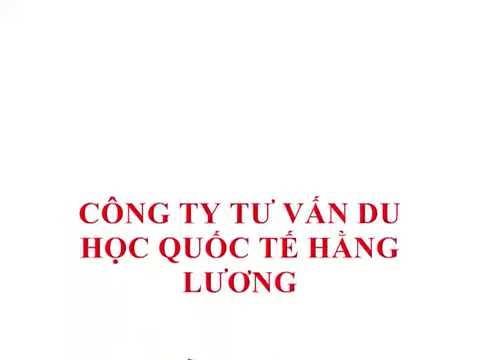 CÔNG TY TƯ VẤN DU
HỌC QUỐC TẾ HẰNG
LƯƠNG